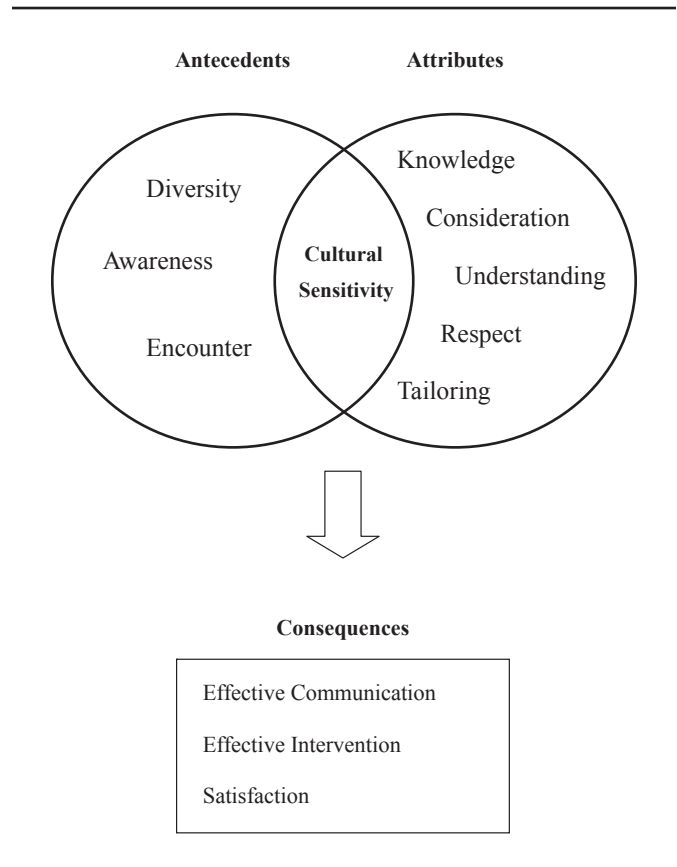 Antecedents
Attributes
Diversity
Awareness
Encounter
Cultural
Sensitivity
Knowledge
Consideration
Understanding
Respect
Tailoring
Consequences
Effective Communication
Effective Intervention
Satisfaction